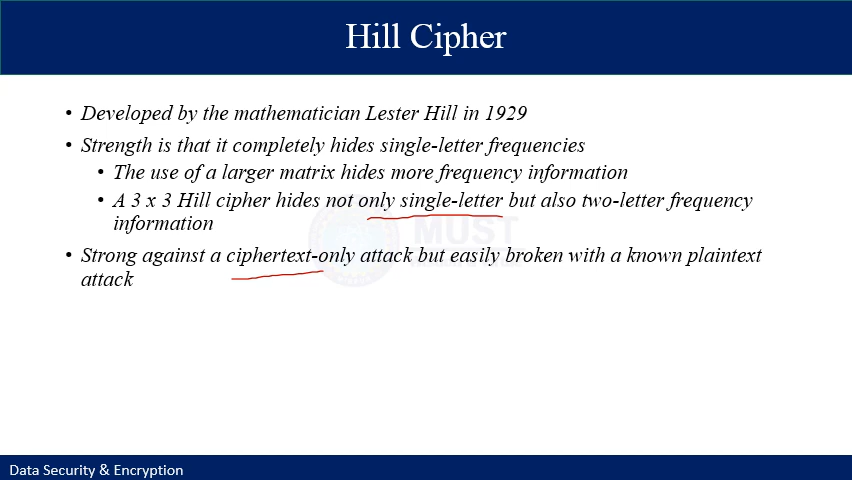 Hill Cipher
• Developed by the mathematician Lester Hill in 1929
• Strength is that it completely hides single-letter frequencies
• The use of a larger matrix hides more frequency information
• A 3 x 3 Hill cipher hides not only single-letter but also two-letter frequency
information
MUST
• Strong against a ciphertext-only attack but easily broken with a known plaintext
attack
Data Security & Encryption